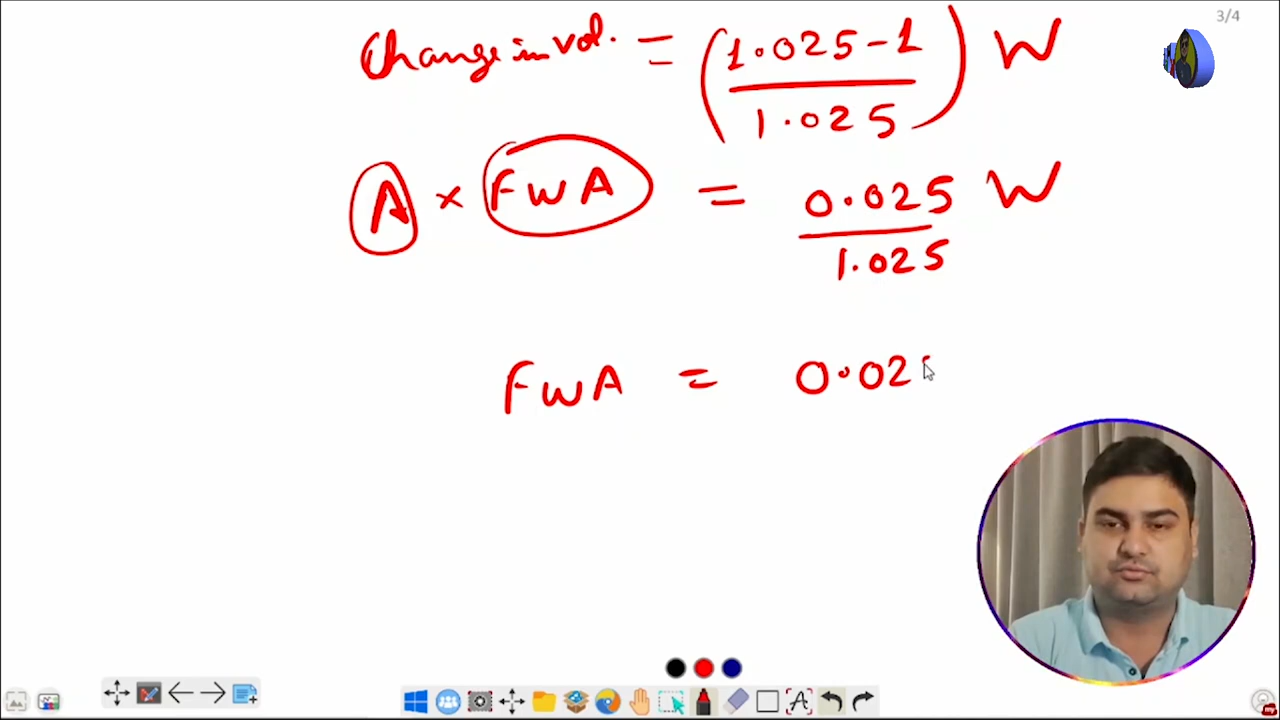 3/4
Change in vol. = (1.025-1 / 1.025) W
A × FWA = 0.025 / 1.025 W
FWA = 0.02